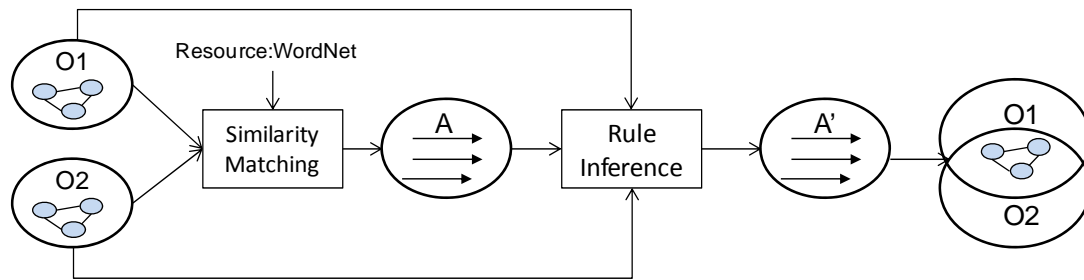 O1
Resource:WordNet
O2
Similarity
Matching
A
Rule
Inference
A’
O1
O2